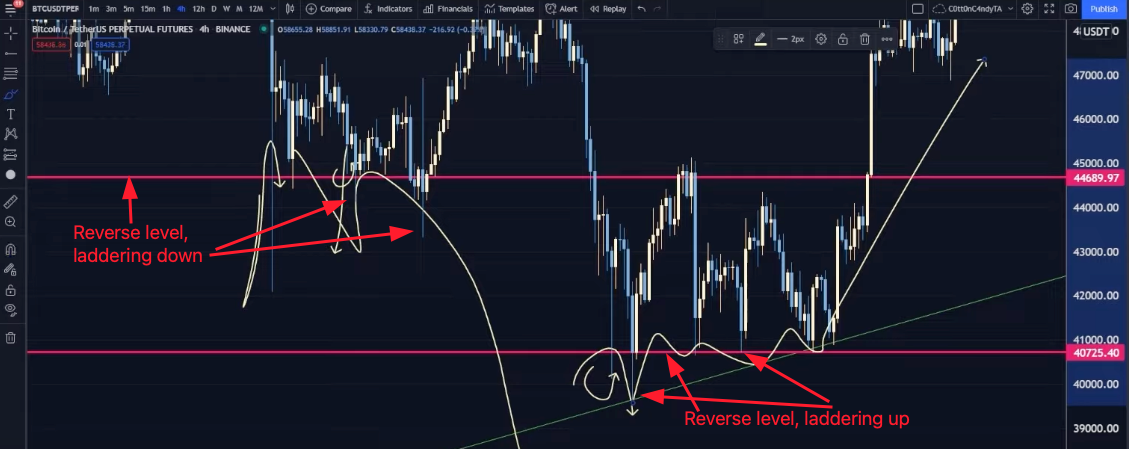 BTCUSDTPER 1m 3m 5m 15m 1h 4h 12h D W M 12M Compare Indicators Financials Templates Alert Replay C0tt0nC4ndyTA Publish
Bitcoin / TetherUS PERPETUAL FUTURES 4h BINANCE O58655.28 H58851.91 L58330.79 C58438.37 −216.92
58438.36 0.01 58438.37
2px
USDT
47000.00
46000.00
45000.00
44689.97
44000.00
Reverse level,
laddering down
43000.00
42000.00
41000.00
40725.40
40000.00
Reverse level, laddering up
39000.00